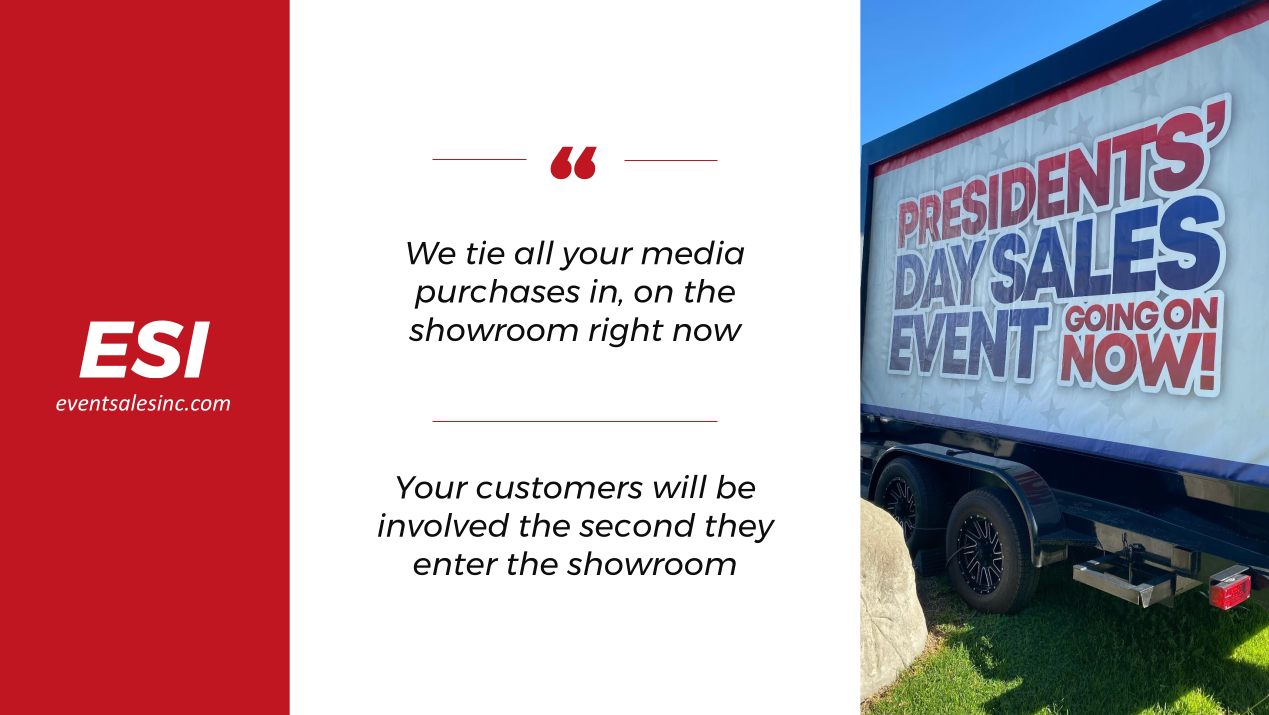 ESI
eventsalesinc.com
“
We tie all your media
purchases in, on the
showroom right now
Your customers will be
involved the second they
enter the showroom
PRESIDENTS’
DAY SALES
EVENT
GOING ON
NOW!